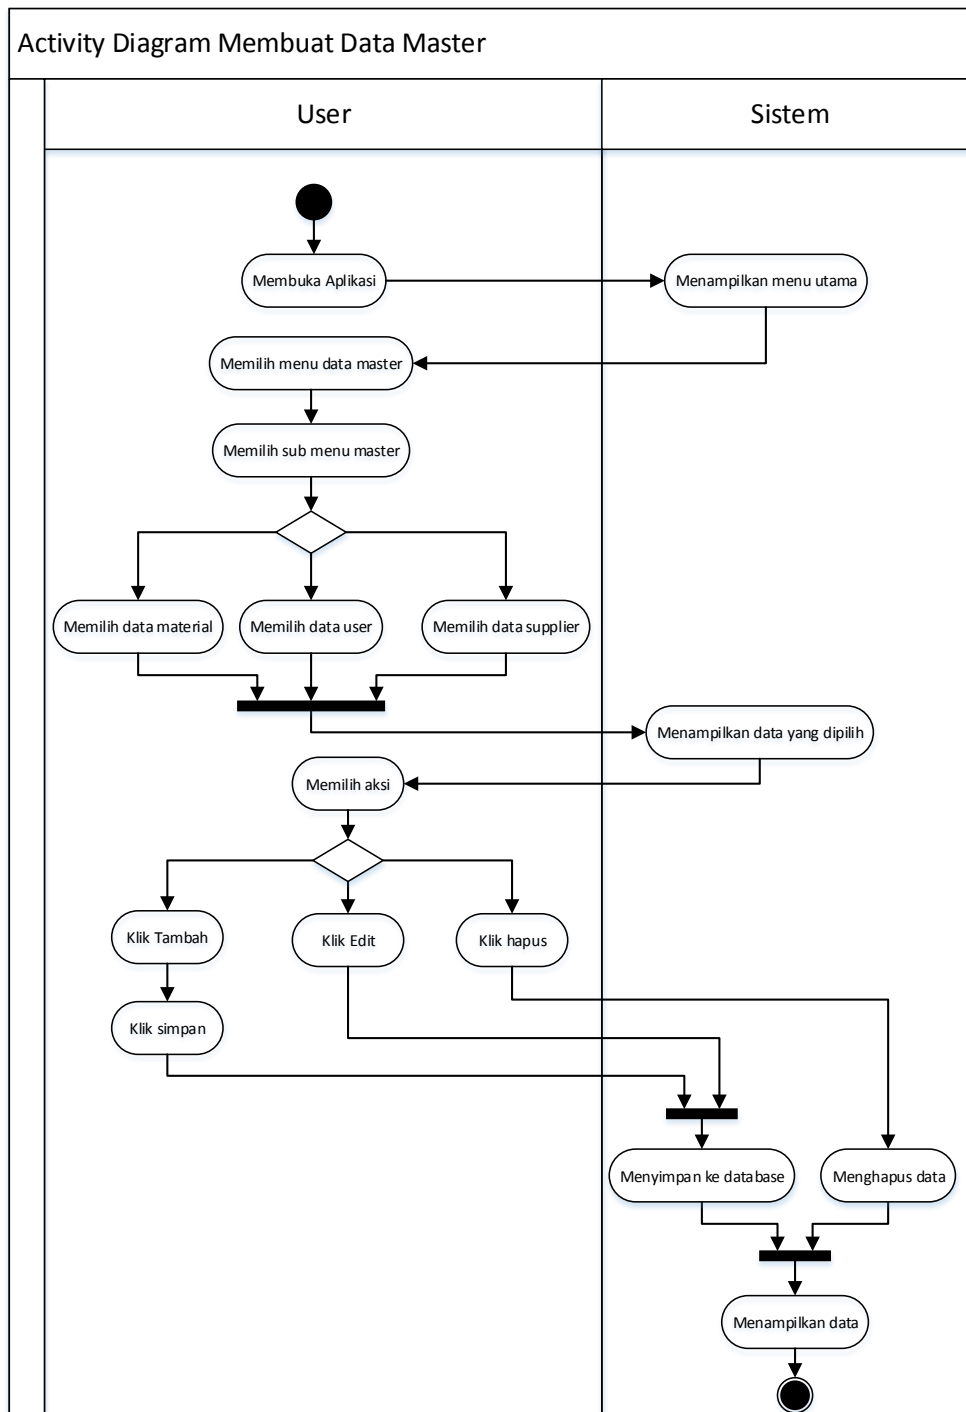 Activity Diagram Membuat Data Master
User
Sistem
Membuka Aplikasi
Menampilkan menu utama
Memilih menu data master
Memilih sub menu master
Memilih data material
Memilih data user
Memilih data supplier
Menampilkan data yang dipilih
Memilih aksi
Klik Tambah
Klik Edit
Klik hapus
Klik simpan
Menyimpan ke database
Menghapus data
Menampilkan data